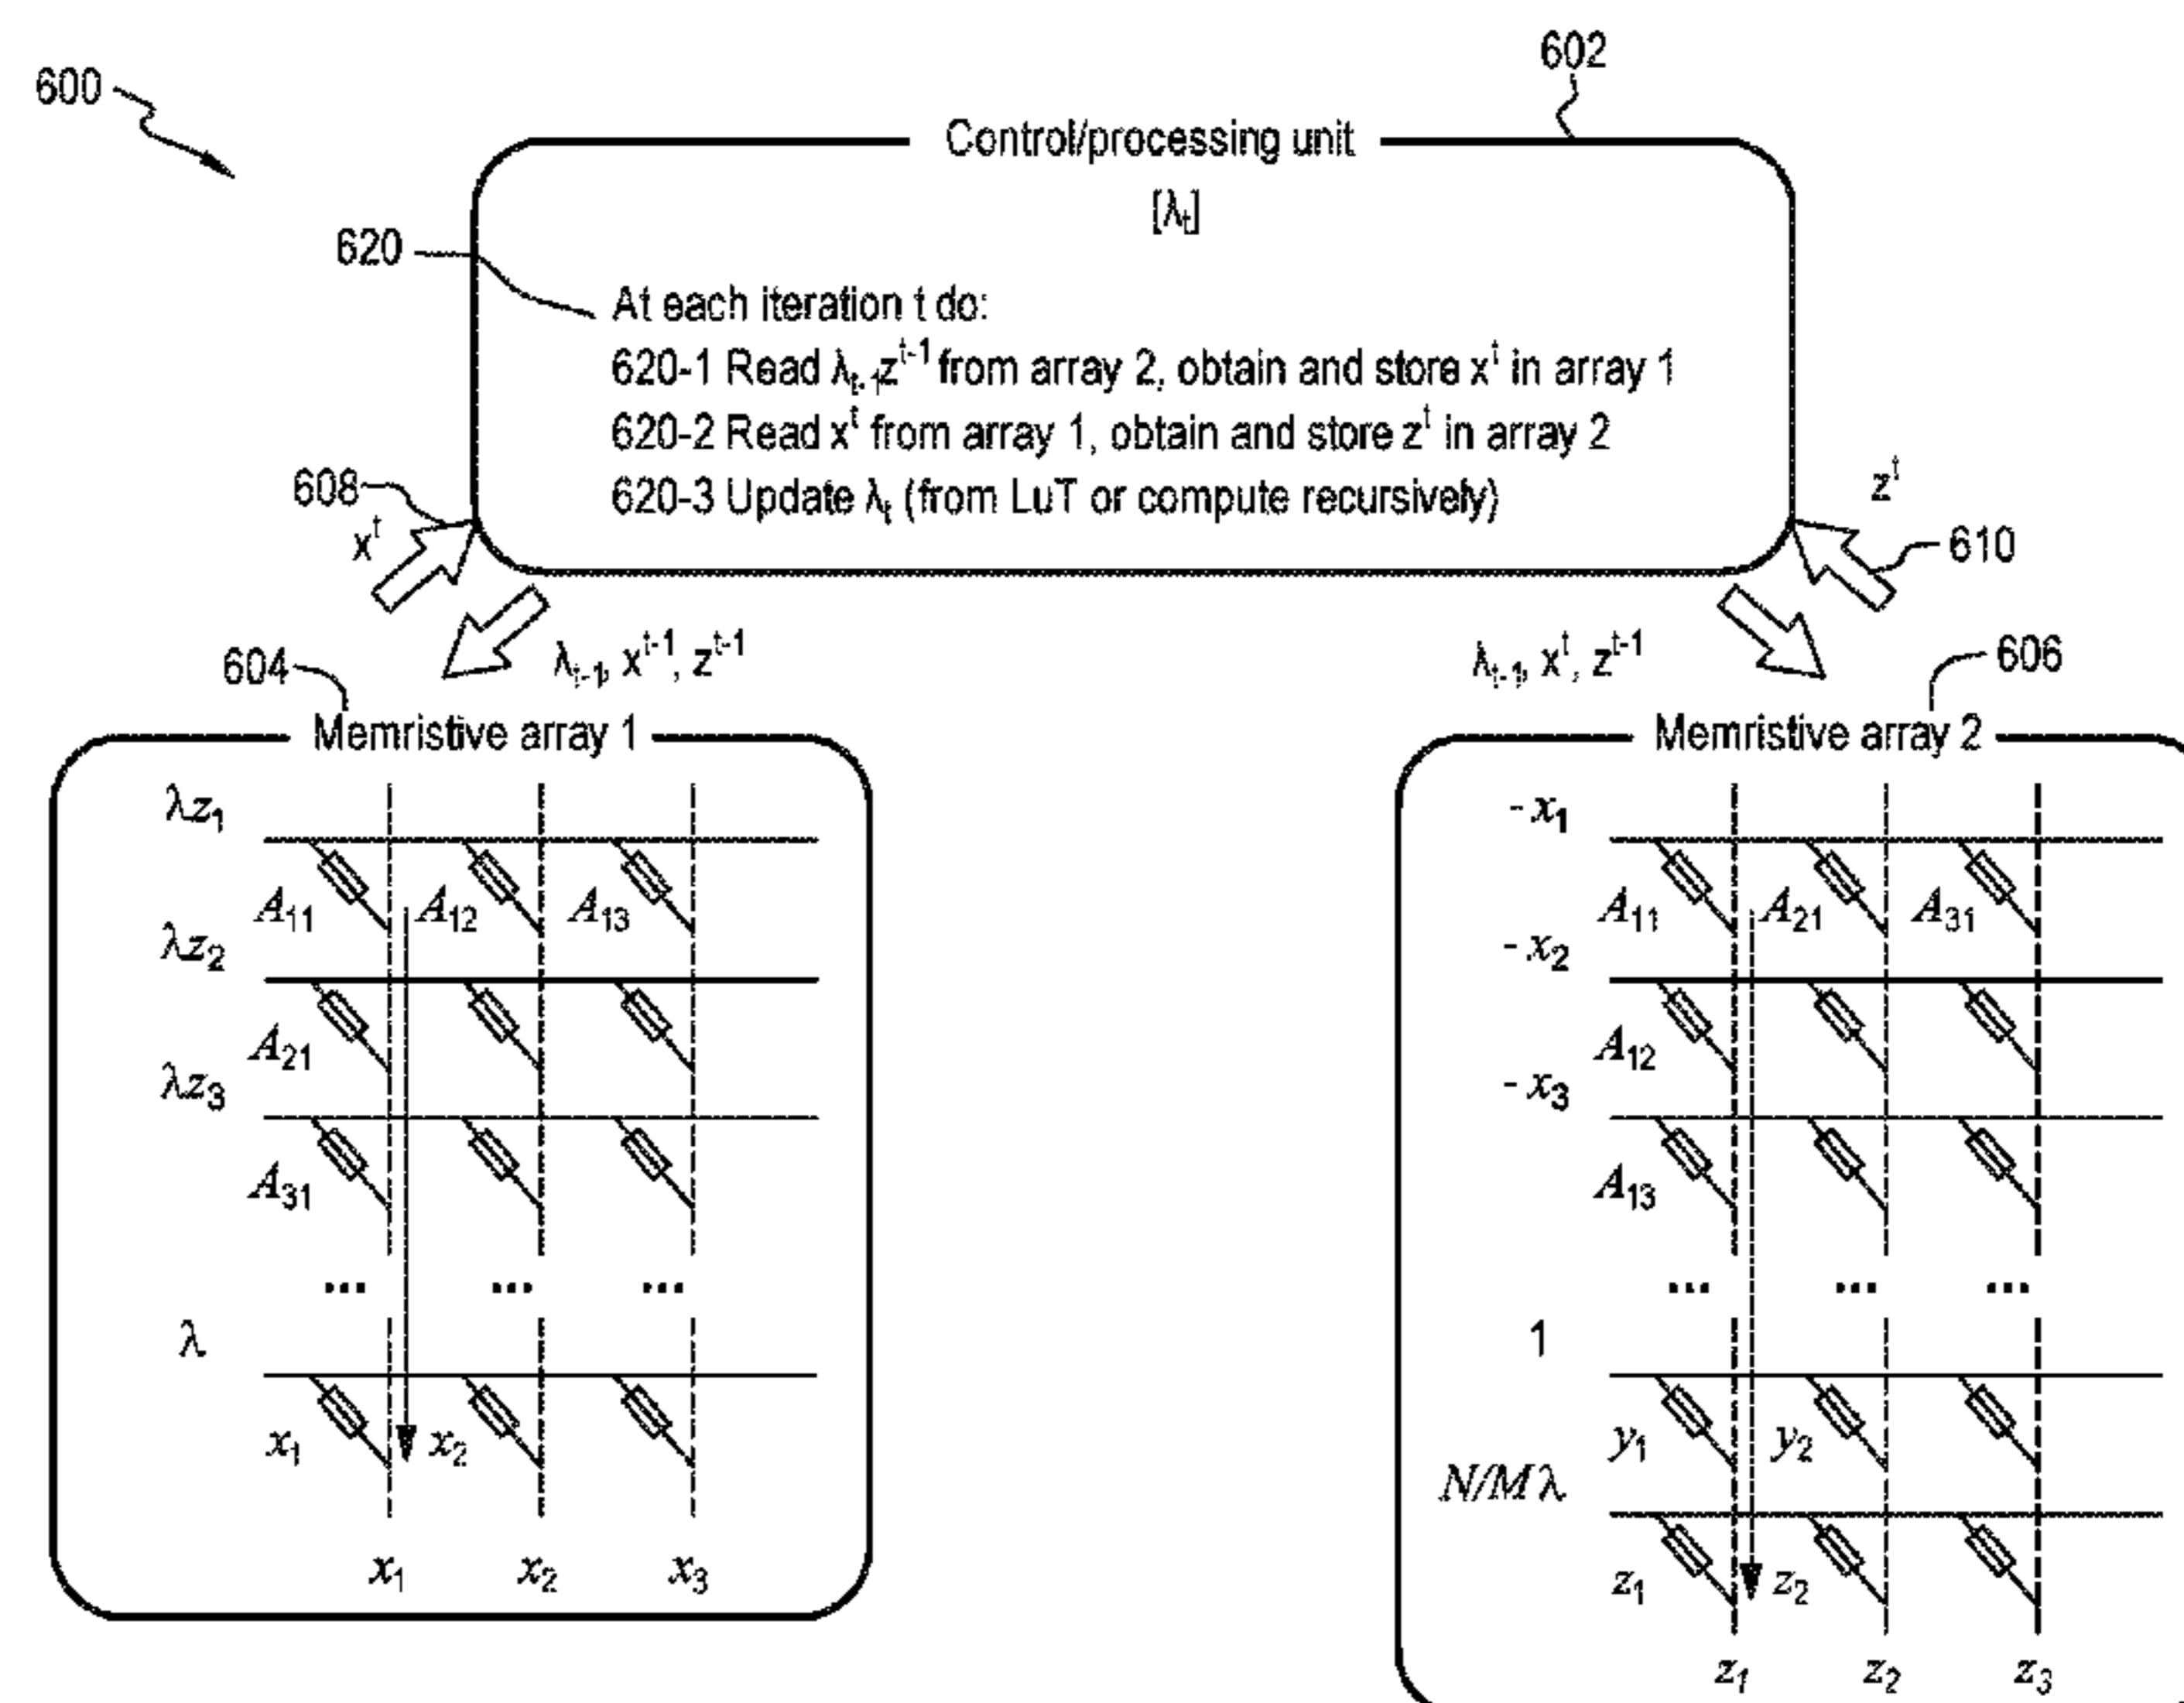 600
602
Control/processing unit
[λt]
620
At each iteration t do:
620-1 Read λt-1z^t-1 from array 2, obtain and store x^t in array 1
620-2 Read x^t from array 1, obtain and store z^t in array 2
620-3 Update λt (from LuT or compute recursively)
608
x^t
z^t
610
λt-1, x^t-1, z^t-1
λt-1, x^t, z^t-1
604
606
Memristive array 1
λz1
A11 A12 A13
λz2
A21
λz3
A31
... ... ...
λ
x1 x2
x1 x2 x3
Memristive array 2
-x1
A11 A21 A31
-x2
A12
-x3
A13
... ... ...
1
y1 y2
N/M λ
z1 z2
z1 z2 z3